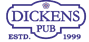 DICKENS
PUB
ESTD. 1999